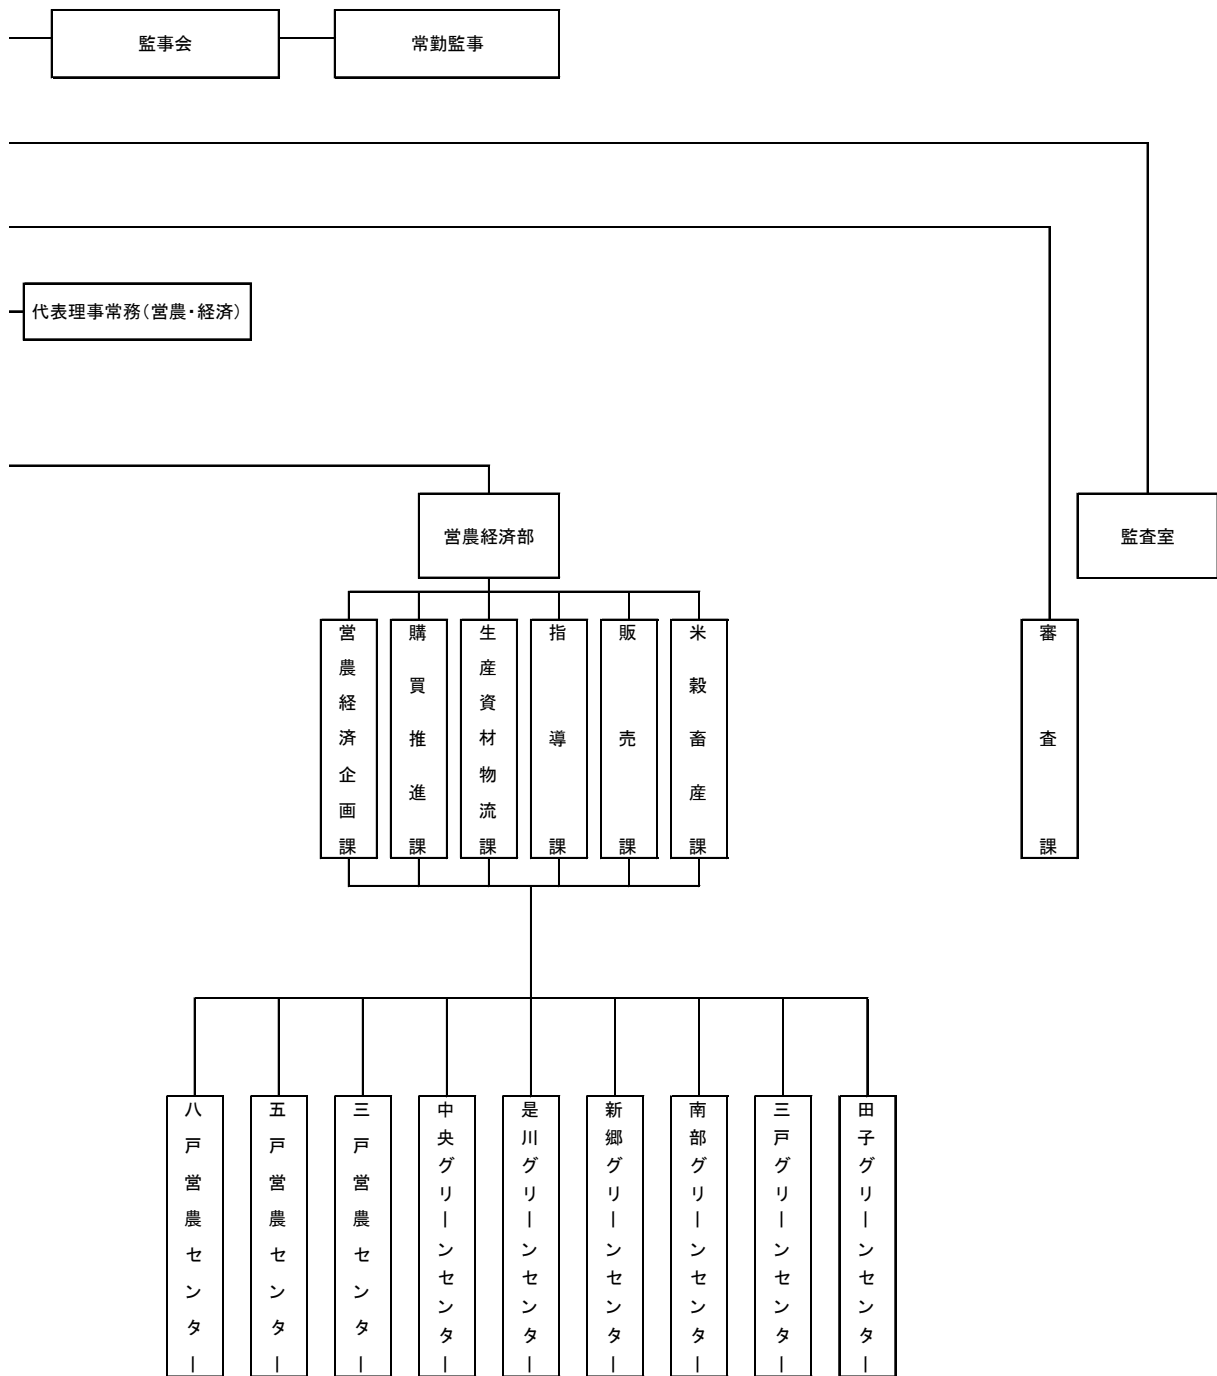 監事会
常勤監事
代表理事常務(営農・経済)
営農経済部
監査室
営農経済企画課
購買推進課
生産資材物流課
指導課
販売課
米穀畜産課
審査課
八戸営農センター
五戸営農センター
三戸営農センター
中央グリーンセンター
是川グリーンセンター
新郷グリーンセンター
南部グリーンセンター
三戸グリーンセンター
田子グリーンセンター